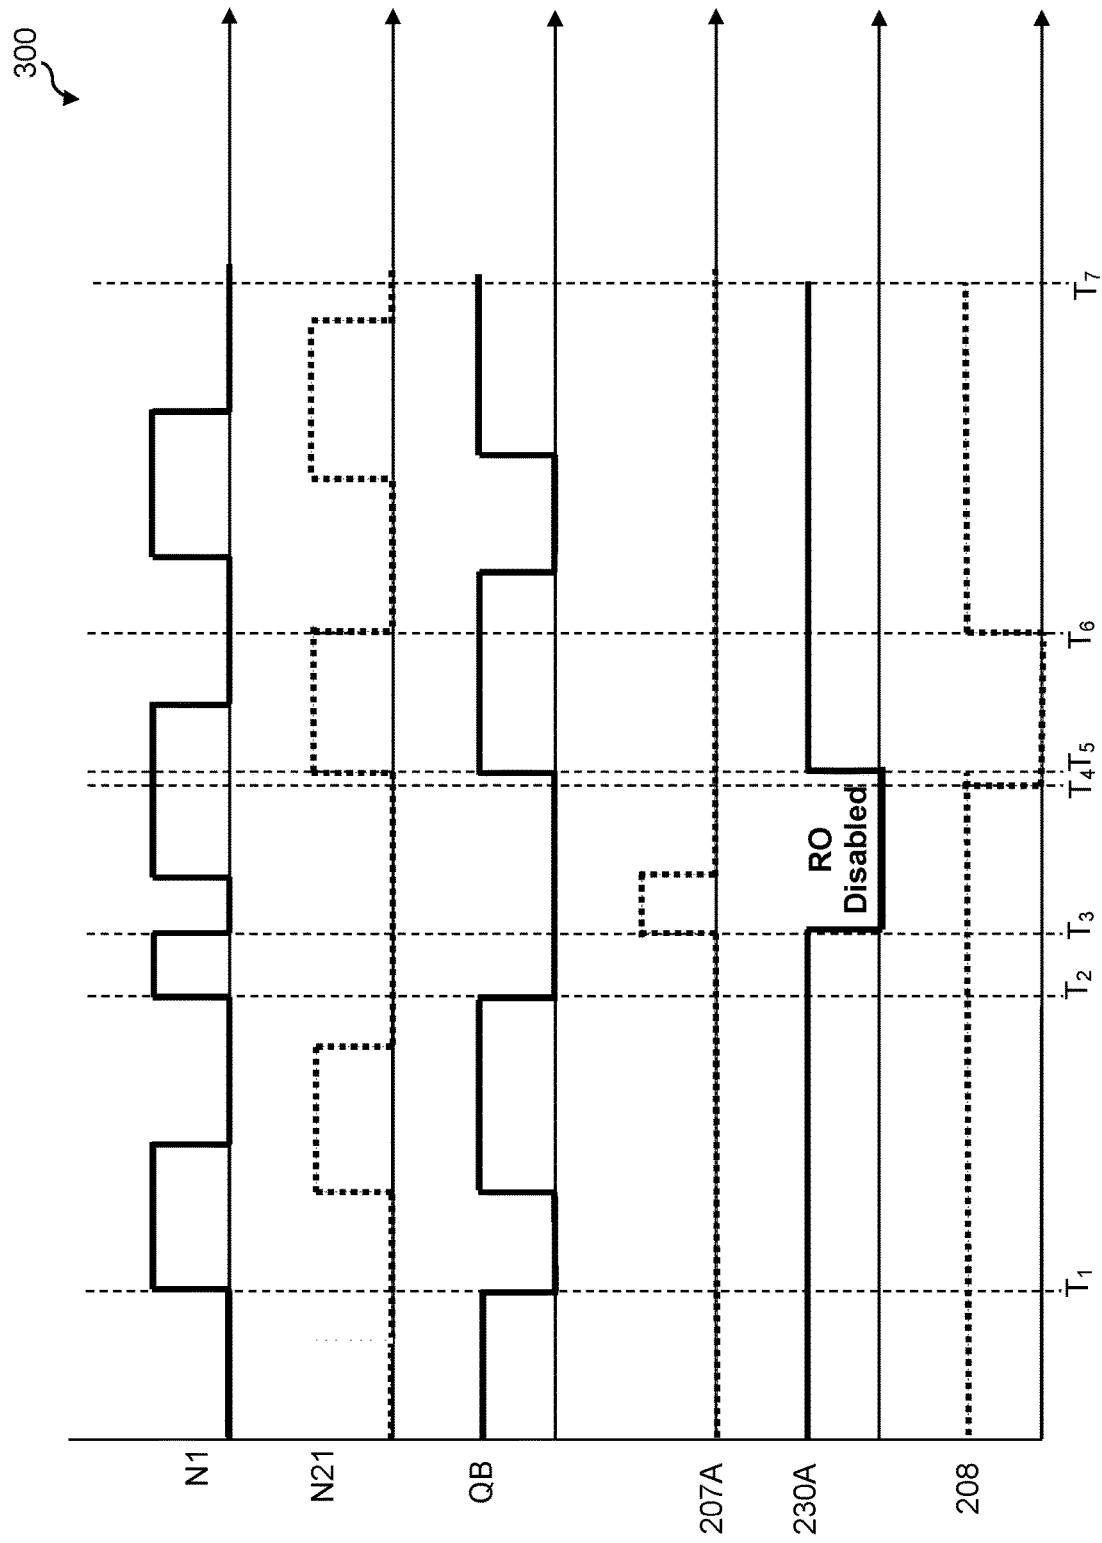 300
N1
N21
QB
207A
230A
RO
Disabled
208
T1
T2
T3
T4
T5
T6
T7